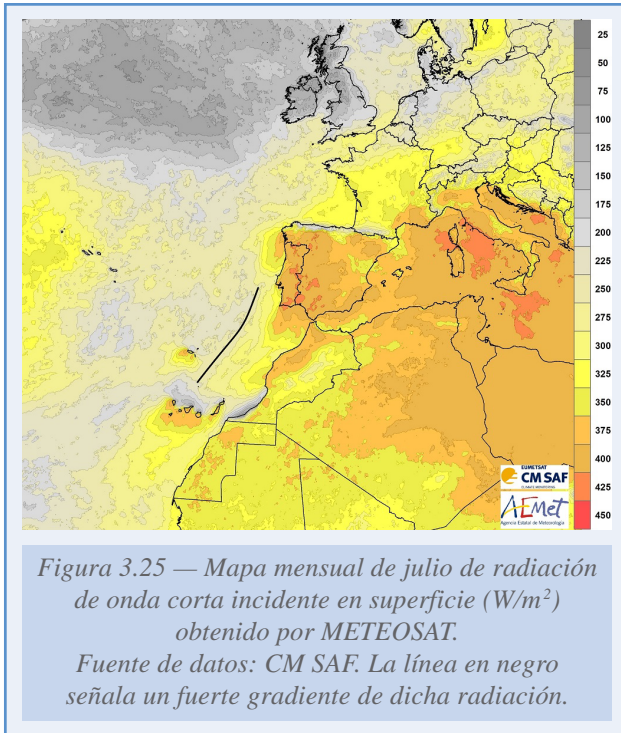 25
50
75
100
125
150
175
200
225
250
275
300
325
350
375
400
425
450
EUMETSAT
CM SAF
CLIMATE MONITORING
AEMet
Agencia Estatal de Meteorología
Figura 3.25 — Mapa mensual de julio de radiación
de onda corta incidente en superficie (W/m²)
obtenido por METEOSAT.
Fuente de datos: CM SAF. La línea en negro
señala un fuerte gradiente de dicha radiación.